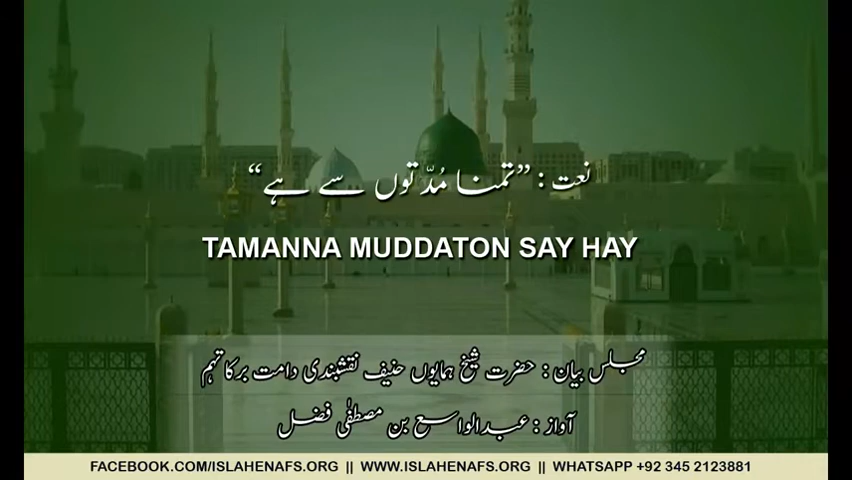 نعت : ”تمنا مُدّتوں سے ہے“
TAMANNA MUDDATON SAY HAY
مجلس بیان : حضرت شیخ ہمایوں حنیف نقشبندی دامت برکاتہم
آواز : عبدالواسع بن مصطفٰی فضل
FACEBOOK.COM/ISLAHENAFS.ORG || WWW.ISLAHENAFS.ORG || WHATSAPP +92 345 2123881